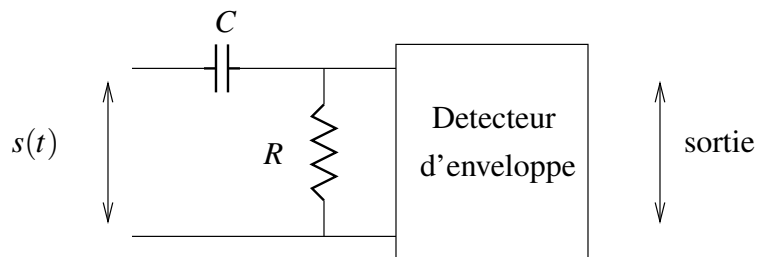 C
s(t)
R
Detecteur
d'enveloppe
sortie